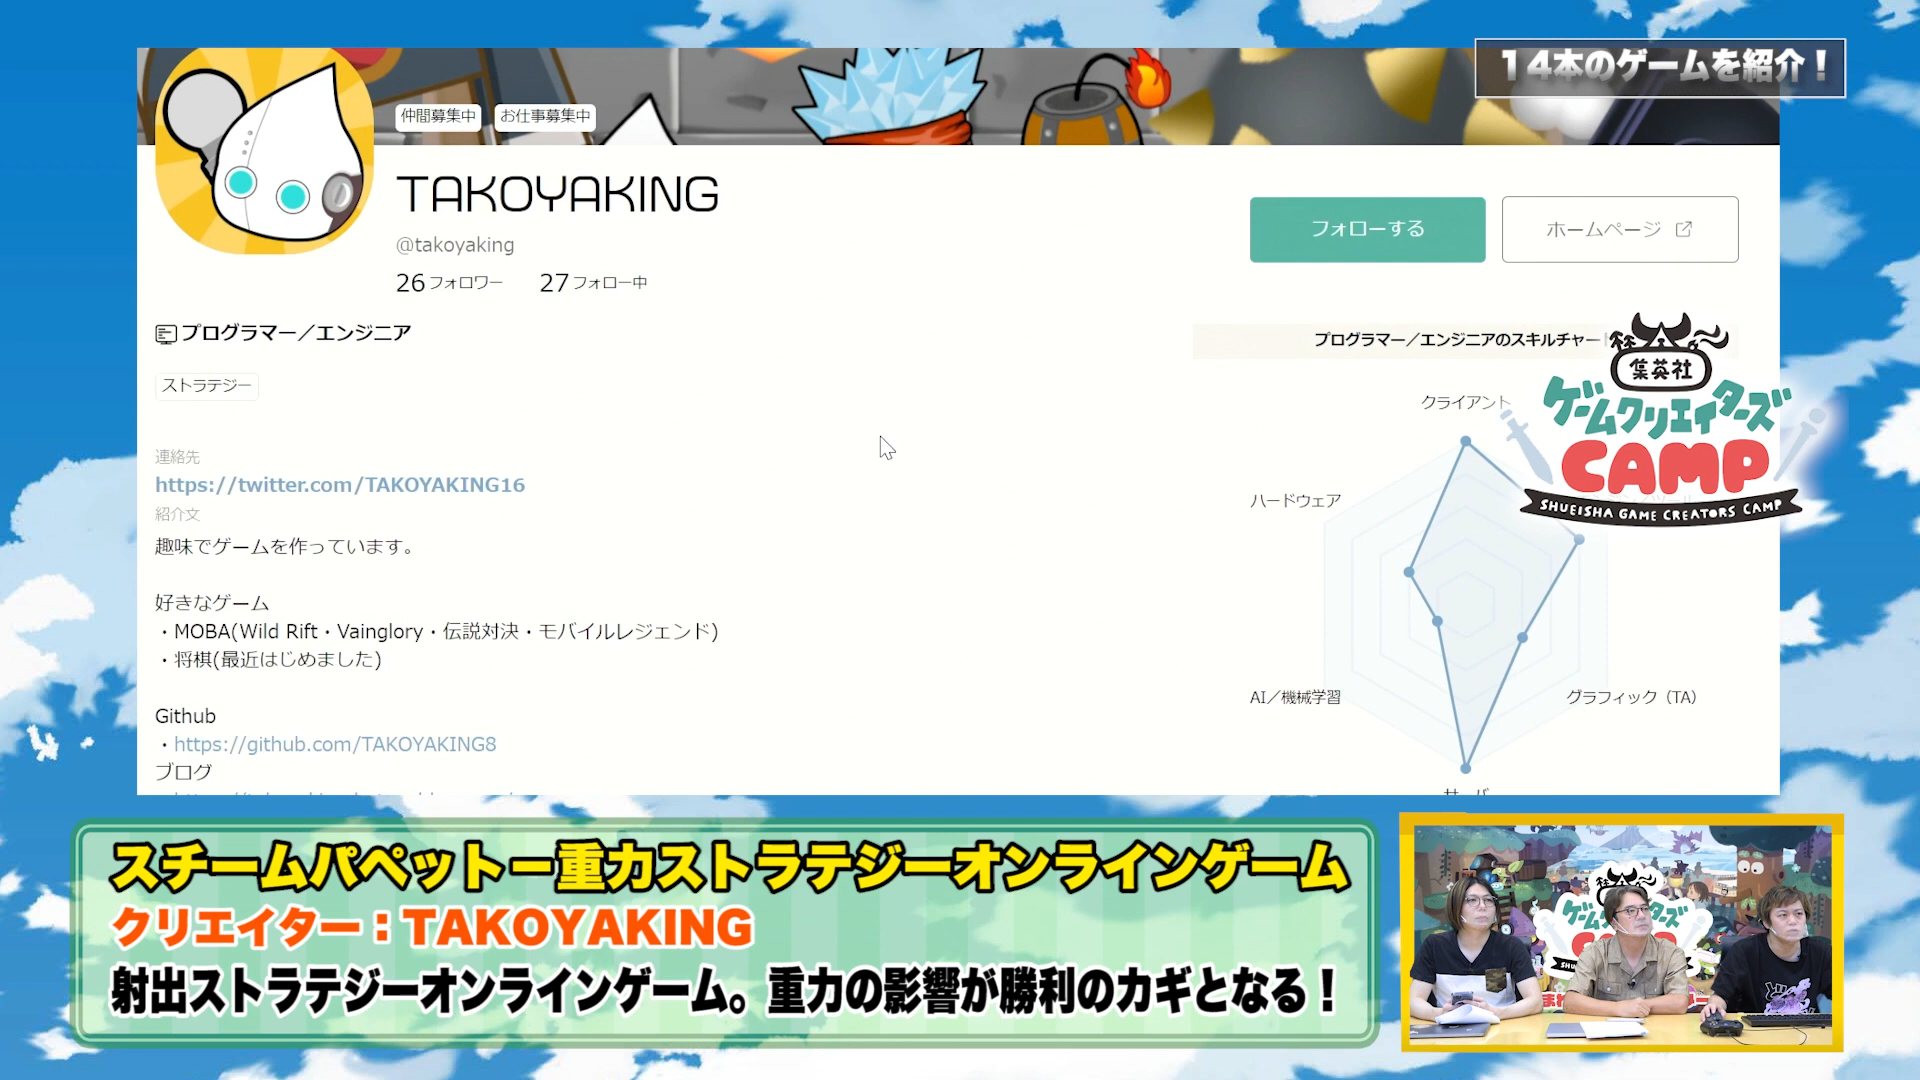 14本のゲームを紹介！
仲間募集中 お仕事募集中
TAKOYAKING
@takoyaking
26フォロワー 27フォロー中
フォローする
ホームページ
プログラマー／エンジニア
ストラテジー
連絡先
https://twitter.com/TAKOYAKING16
紹介文
趣味でゲームを作っています。
好きなゲーム
・MOBA(Wild Rift・Vainglory・伝説対決・モバイルレジェンド)
・将棋(最近はじめました)
Github
・https://github.com/TAKOYAKING8
ブログ
プログラマー／エンジニアのスキルチャート
クライアント
ハードウェア
AI／機械学習
グラフィック（TA）
サーバ
集英社
ゲームクリエイターズ
CAMP
SHUEISHA GAME CREATORS CAMP
スチームパペットー重力ストラテジーオンラインゲーム
クリエイター：TAKOYAKING
射出ストラテジーオンラインゲーム。重力の影響が勝利のカギとなる！